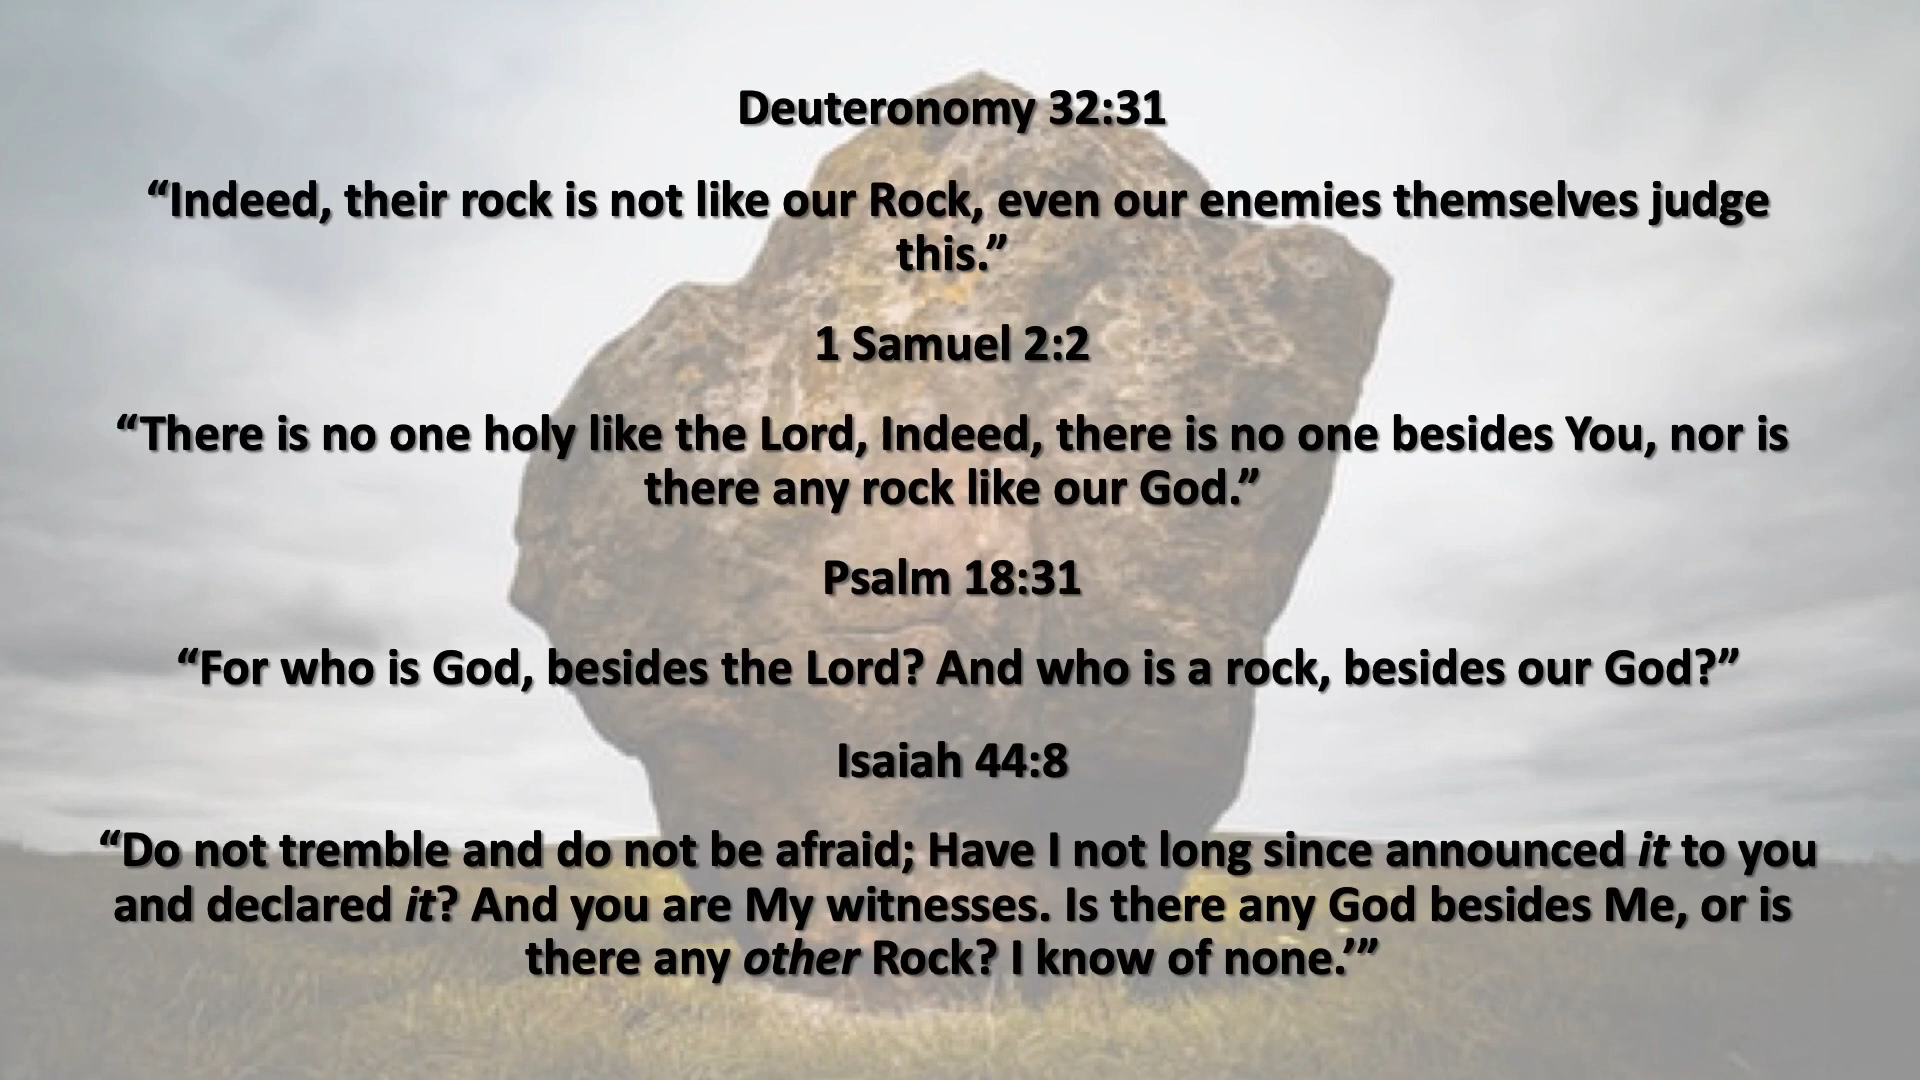 Deuteronomy 32:31
“Indeed, their rock is not like our Rock, even our enemies themselves judge
this.”
1 Samuel 2:2
“There is no one holy like the Lord, Indeed, there is no one besides You, nor is
there any rock like our God.”
Psalm 18:31
“For who is God, besides the Lord? And who is a rock, besides our God?”
Isaiah 44:8
“Do not tremble and do not be afraid; Have I not long since announced it to you
and declared it? And you are My witnesses. Is there any God besides Me, or is
there any other Rock? I know of none.’”